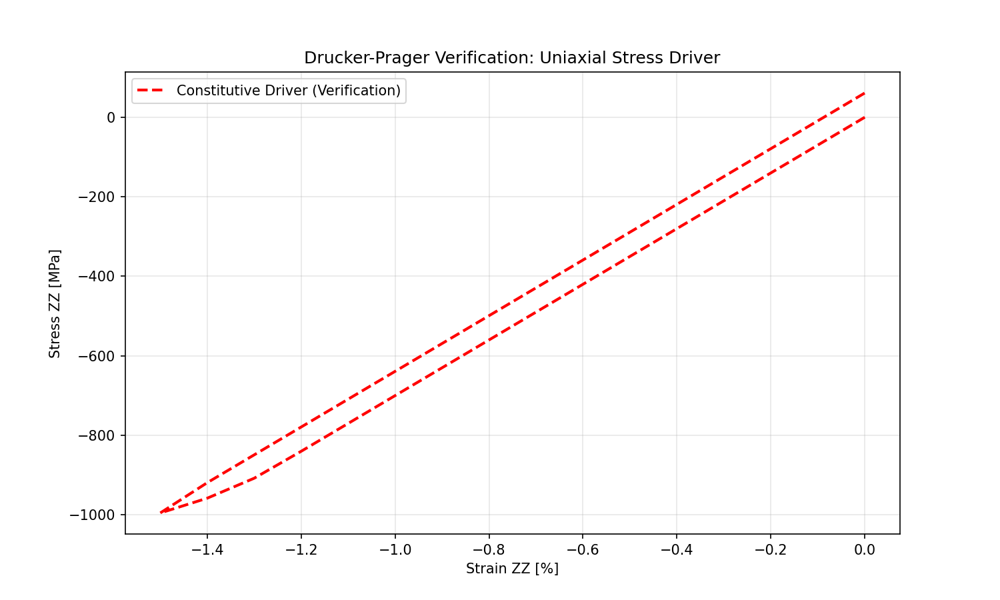 Drucker-Prager Verification: Uniaxial Stress Driver
Constitutive Driver (Verification)
0
−200
−400
−600
−800
−1000
Stress ZZ [MPa]
−1.4 −1.2 −1.0 −0.8 −0.6 −0.4 −0.2 0.0
Strain ZZ [%]